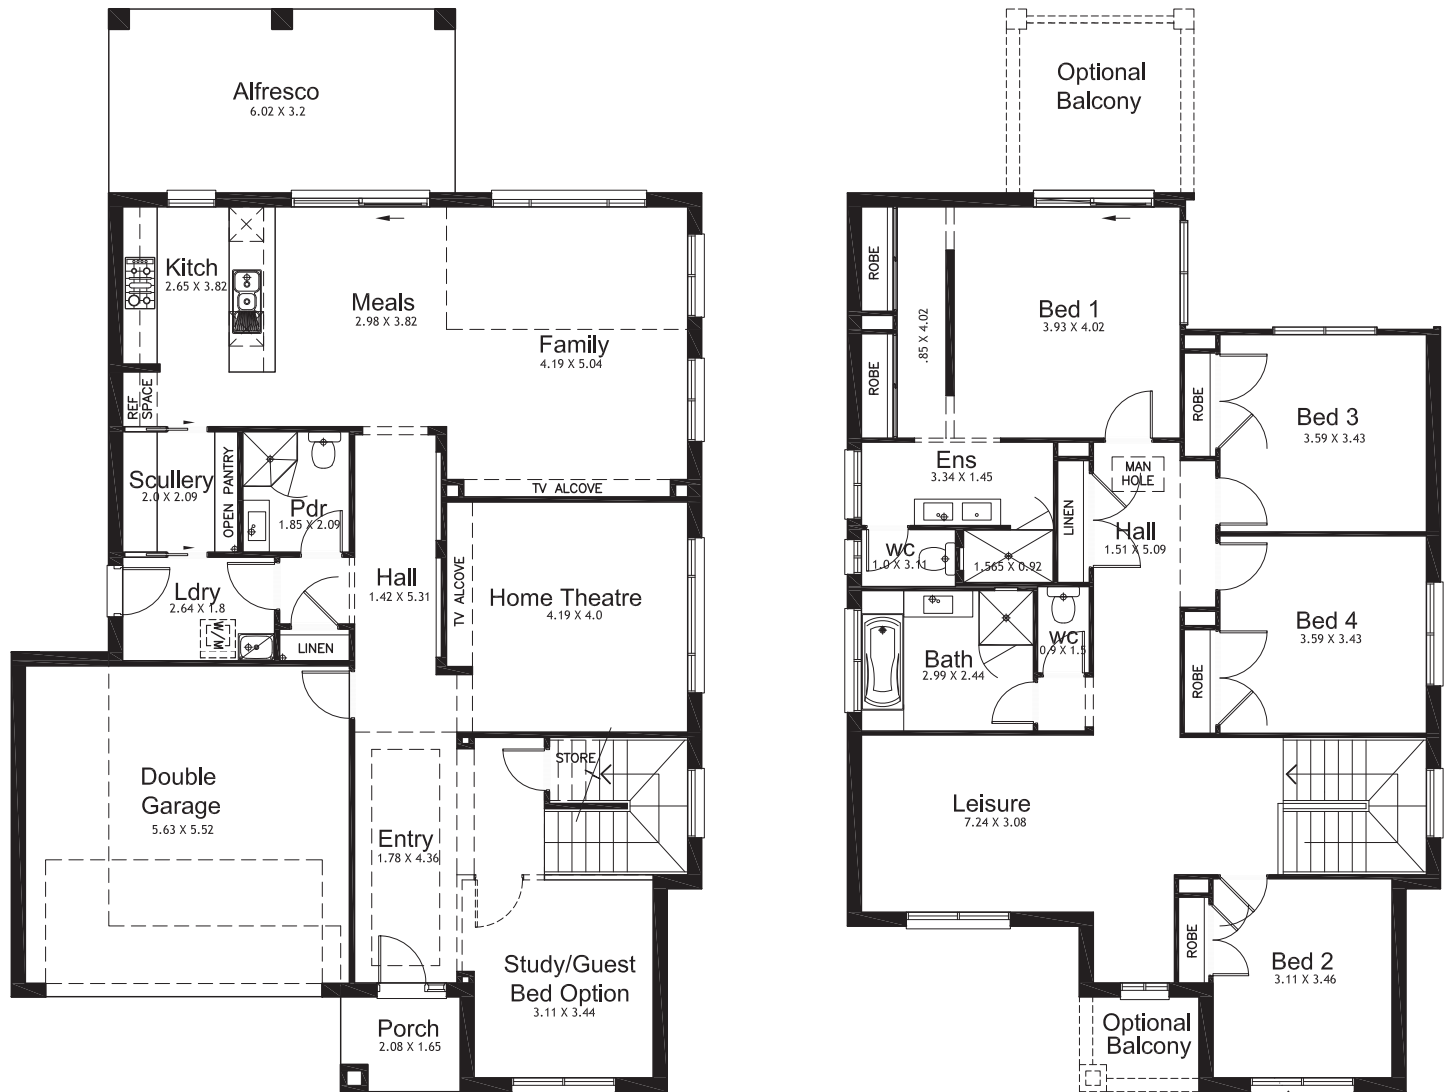 Alfresco
6.02 X 3.2
Kitch
2.65 X 3.82
Meals
2.98 X 3.82
Family
4.19 X 5.04
REF
SPACE
Scullery
2.0 X 2.09
OPEN PANTRY
Pdr
1.85 X 2.09
TV ALCOVE
Hall
1.42 X 5.31
TV ALCOVE
Home Theatre
4.19 X 4.0
Ldry
2.64 X 1.8
W/M
LINEN
Double
Garage
5.63 X 5.52
STORE
Entry
1.78 X 4.36
Study/Guest
Bed Option
3.11 X 3.44
Porch
2.08 X 1.65
Optional
Balcony
ROBE
ROBE
.85 X 4.02
Bed 1
3.93 X 4.02
ROBE
Bed 3
3.59 X 3.43
Ens
3.34 X 1.45
MAN
HOLE
LINEN
Hall
1.51 X 5.09
WC
1.0 X 3.11
1.565 X 0.92
Bed 4
3.59 X 3.43
ROBE
WC
0.9 X 1.5
Bath
2.99 X 2.44
Leisure
7.24 X 3.08
ROBE
Bed 2
3.11 X 3.46
Optional
Balcony